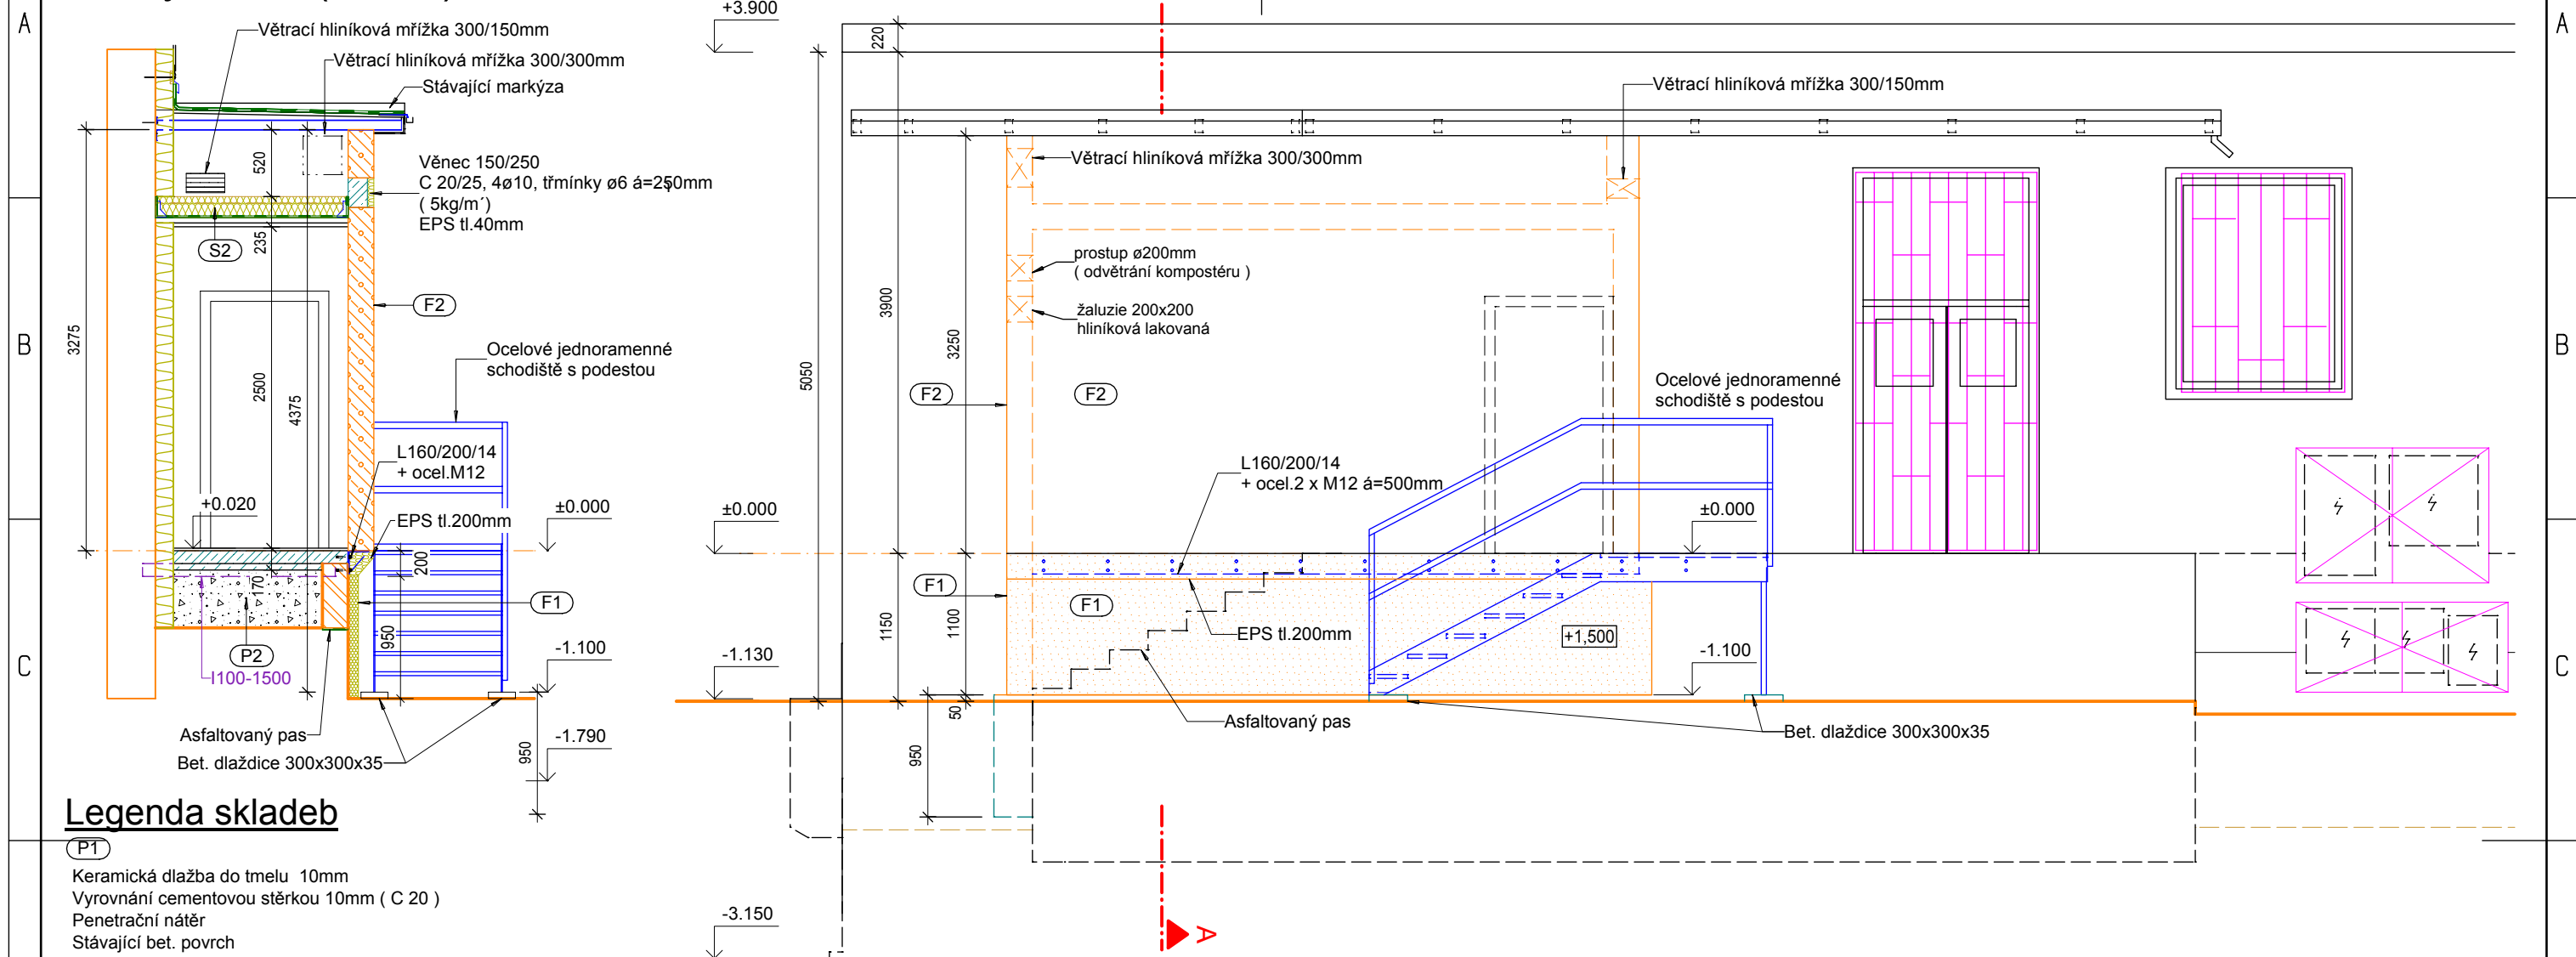 A
Větrací hliníková mřížka 300/150mm
Větrací hliníková mřížka 300/300mm
Stávající markýza
Věnec 150/250
C 20/25, 4ø10, třmínky ø6 á=250mm
( 5kg/m´)
EPS tl.40mm
520
S2
235
F2
B
3275
2500
4375
Ocelové jednoramenné
schodiště s podestou
L160/200/14
+ ocel.M12
+0.020
EPS tl.200mm
±0.000
200
170
F1
950
C
P2
I100-1500
-1.100
Asfaltovaný pas
Bet. dlaždice 300x300x35
-1.790
950
Legenda skladeb
P1
Keramická dlažba do tmelu 10mm
Vyrovnání cementovou stěrkou 10mm ( C 20 )
Penetrační nátěr
Stávající bet. povrch
+3.900
220
A
Větrací hliníková mřížka 300/150mm
Větrací hliníková mřížka 300/300mm
prostup ø200mm
( odvětrání kompostéru )
žaluzie 200x200
hliníková lakovaná
3900
3250
5050
B
F2
F2
Ocelové jednoramenné
schodiště s podestou
L160/200/14
+ ocel.2 x M12 á=500mm
±0.000
±0.000
F1
F1
1150
1100
EPS tl.200mm
+1,500
-1.130
-1.100
C
50
Asfaltovaný pas
Bet. dlaždice 300x300x35
950
-3.150
A